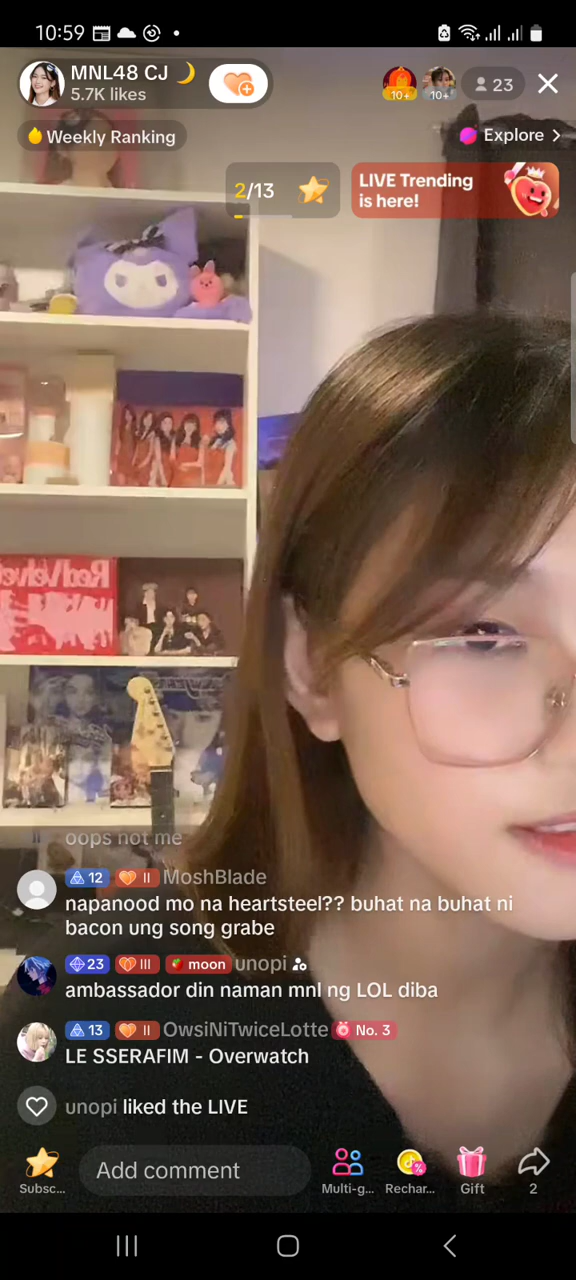 10:59
MNL48 CJ 🌙
5.7K likes
10+
10+
23
Weekly Ranking
Explore >
2/13
LIVE Trending
is here!
RedVelvet
oops not me
12 II MoshBlade
napanood mo na heartsteel?? buhat na buhat ni
bacon ung song grabe
23 III moon unopi
ambassador din naman mnl ng LOL diba
13 II OwsiNiTwiceLotte No. 3
LE SSERAFIM - Overwatch
unopi liked the LIVE
Add comment
Subsc...
Multi-g...
Rechar...
Gift
2